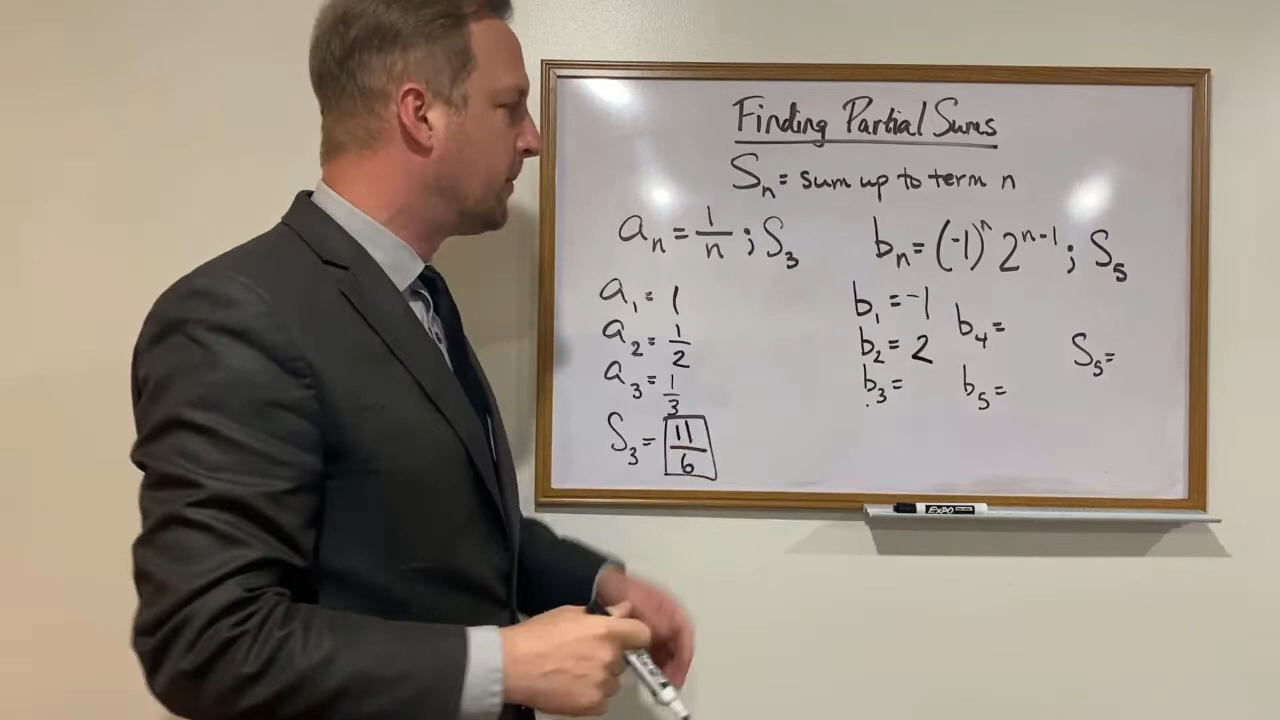 Finding Partial Sums
Sₙ = sum up to term n
aₙ = 1/n ; S₃
a₁ = 1
a₂ = 1/2
a₃ = 1/3
S₃ = 11/6
bₙ = (-1)ⁿ 2ⁿ⁻¹ ; S₅
b₁ = -1
b₂ = 2
b₃ =
b₄ =
b₅ =
S₅ =
EXPO